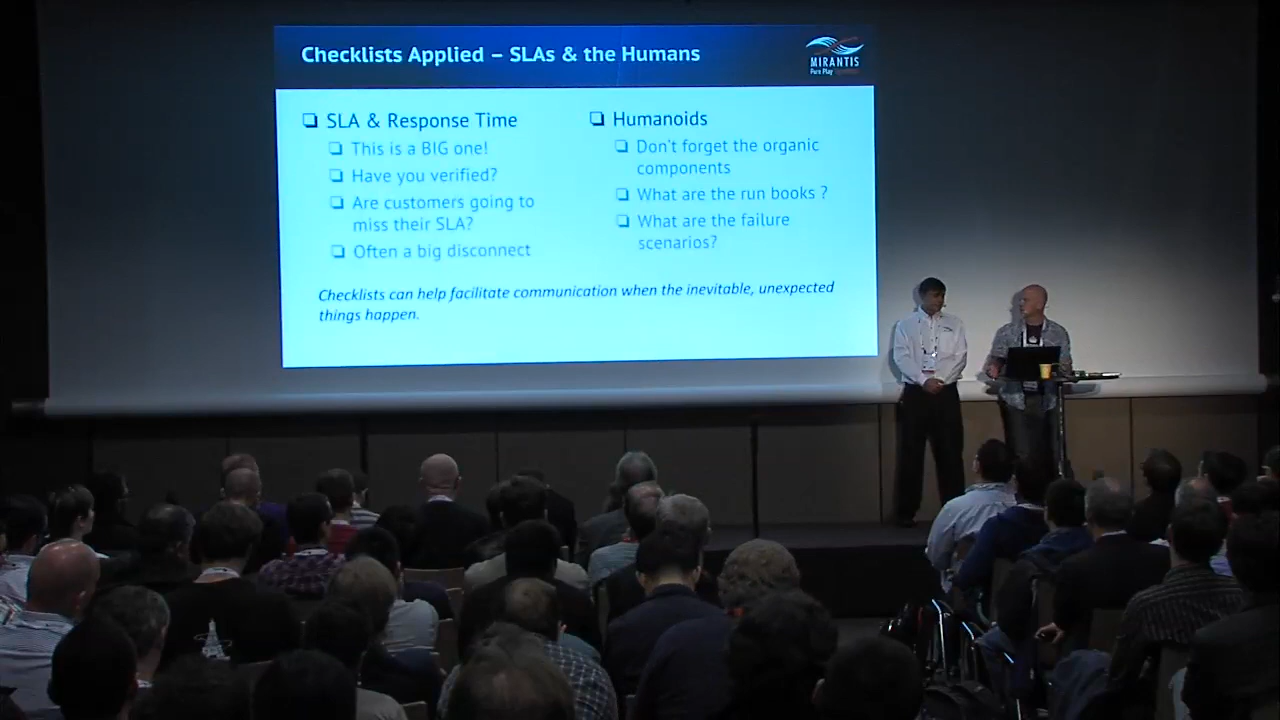 Checklists Applied – SLAs & the Humans
MIRANTIS
Pure Play
SLA & Response Time
This is a BIG one!
Have you verified?
Are customers going to
miss their SLA?
Often a big disconnect
Humanoids
Don't forget the organic
components
What are the run books ?
What are the failure
scenarios?
Checklists can help facilitate communication when the inevitable, unexpected
things happen.